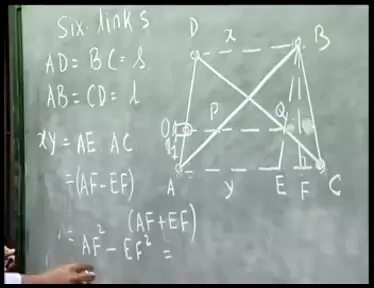 Six links
AD = BC = s
AB = CD = l
xy = AE AC
= (AF - EF)
(AF + EF)
= AF² - EF² =
D x B
P Q
A y E F C